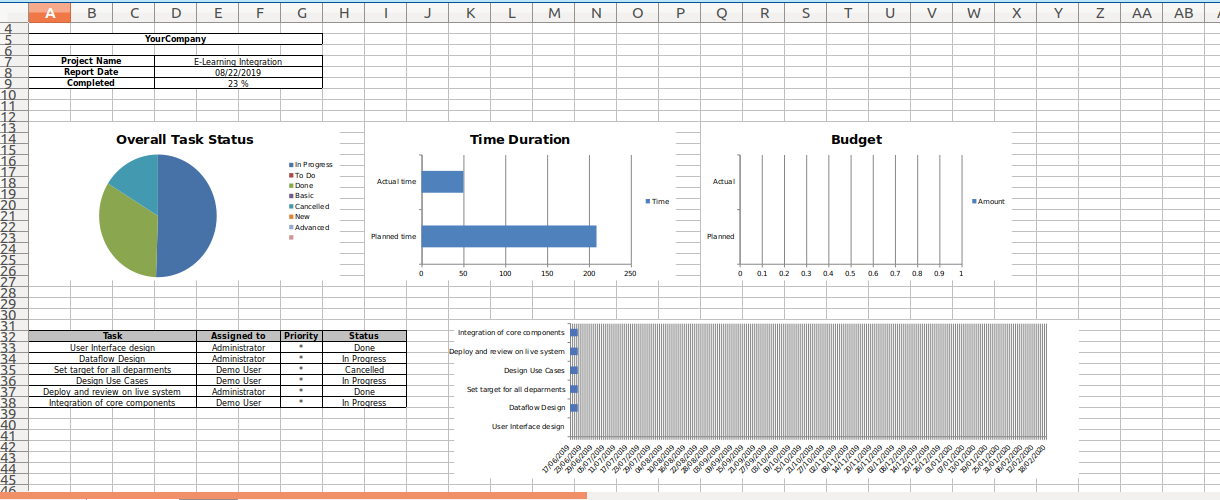 A B C D E F G H I J K L M N O P Q R S T U V W X Y Z AA AB
4
5 YourCompany
6
7 Project Name E-Learning Integration
8 Report Date 08/22/2019
9 Completed 23 %
10
11
12
13
14
15
16
17
18
19
20
21
22
23
24
25
26
27
28
29
30
31
Overall Task Status
In Progress
To Do
Done
Basic
Cancelled
New
Advanced
Time Duration
Actual time
Planned time
0 50 100 150 200 250
Time
Budget
Actual
Planned
0 0.1 0.2 0.3 0.4 0.5 0.6 0.7 0.8 0.9 1
Amount
32 Task Assigned to Priority Status
33 User Interface design Administrator * Done
34 Dataflow Design Administrator * In Progress
35 Set target for all deparments Demo User * Cancelled
36 Design Use Cases Demo User * In Progress
37 Deploy and review on live system Administrator * Done
38 Integration of core components Demo User * In Progress
39
40
41
42
43
44
45
46
Integration of core components
Deploy and review on live system
Design Use Cases
Set target for all deparments
Dataflow Design
User Interface design